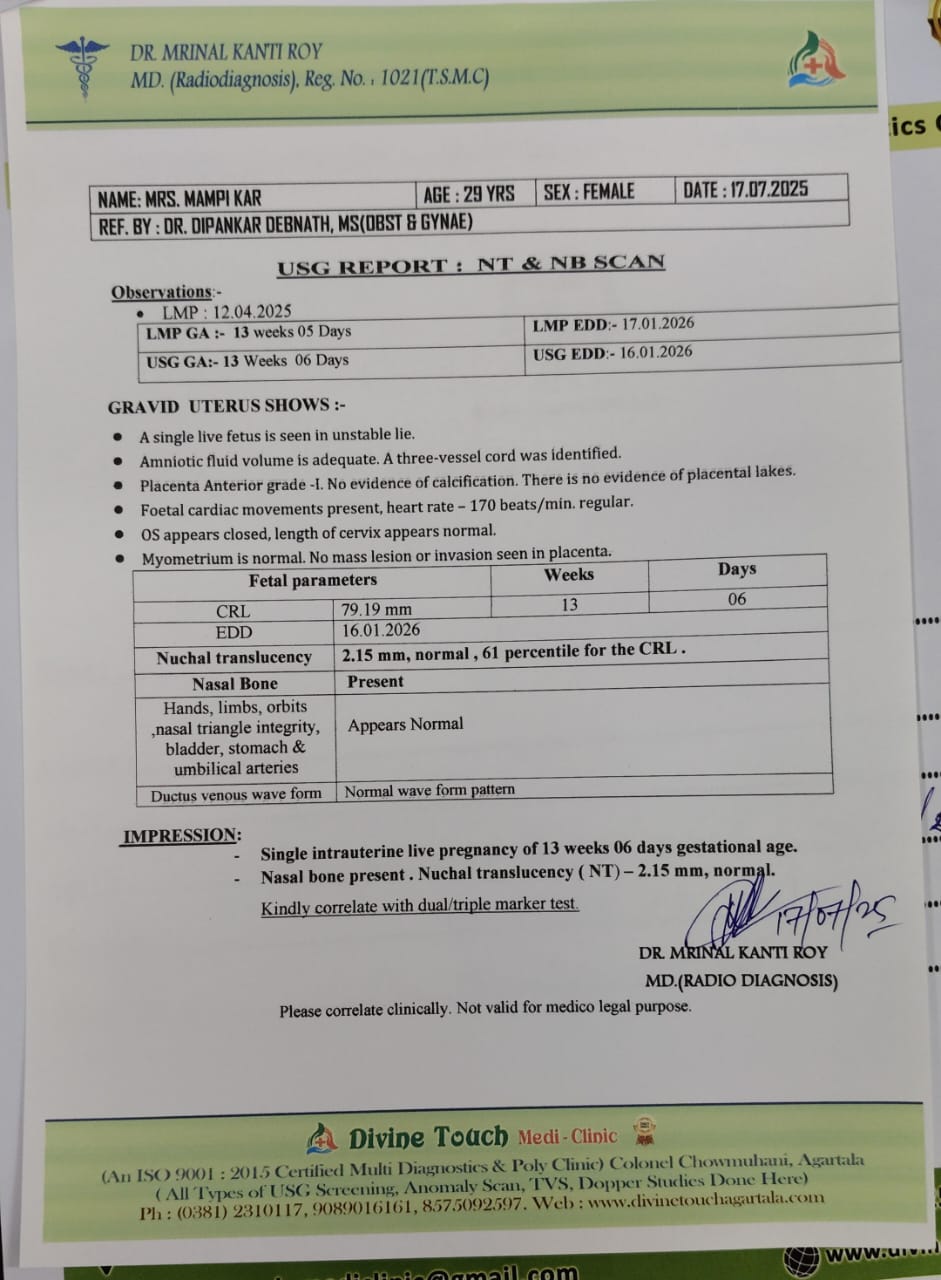 DR. MRINAL KANTI ROY
MD. (Radiodiagnosis), Reg. No. : 1021(T.S.M.C)
ics
NAME: MRS. MAMPI KAR AGE : 29 YRS SEX : FEMALE DATE : 17.07.2025
REF. BY : DR. DIPANKAR DEBNATH, MS(OBST & GYNAE)
USG REPORT : NT & NB SCAN
Observations:-
• LMP : 12.04.2025
LMP GA :- 13 weeks 05 Days LMP EDD:- 17.01.2026
USG GA:- 13 Weeks 06 Days USG EDD:- 16.01.2026
GRAVID UTERUS SHOWS :-
• A single live fetus is seen in unstable lie.
• Amniotic fluid volume is adequate. A three-vessel cord was identified.
• Placenta Anterior grade -I. No evidence of calcification. There is no evidence of placental lakes.
• Foetal cardiac movements present, heart rate – 170 beats/min. regular.
• OS appears closed, length of cervix appears normal.
• Myometrium is normal. No mass lesion or invasion seen in placenta.
Fetal parameters Weeks Days
CRL 79.19 mm 13 06
EDD 16.01.2026
Nuchal translucency 2.15 mm, normal , 61 percentile for the CRL .
Nasal Bone Present
Hands, limbs, orbits
,nasal triangle integrity,
bladder, stomach &
umbilical arteries
Appears Normal
Ductus venous wave form Normal wave form pattern
IMPRESSION:
- Single intrauterine live pregnancy of 13 weeks 06 days gestational age.
- Nasal bone present . Nuchal translucency ( NT) – 2.15 mm, normal.
Kindly correlate with dual/triple marker test.
17/07/25
DR. MRINAL KANTI ROY
MD.(RADIO DIAGNOSIS)
Please correlate clinically. Not valid for medico legal purpose.
Divine Touch Medi-Clinic
(An ISO 9001 : 2015 Certified Multi Diagnostics & Poly Clinic) Colonel Chowmuhani, Agartala
( All Types of USG Screening, Anomaly Scan, TVS, Dopper Studies Done Here)
Ph : (0381) 2310117, 9089016161, 8575092597. Web : www.divinetouchagartala.com